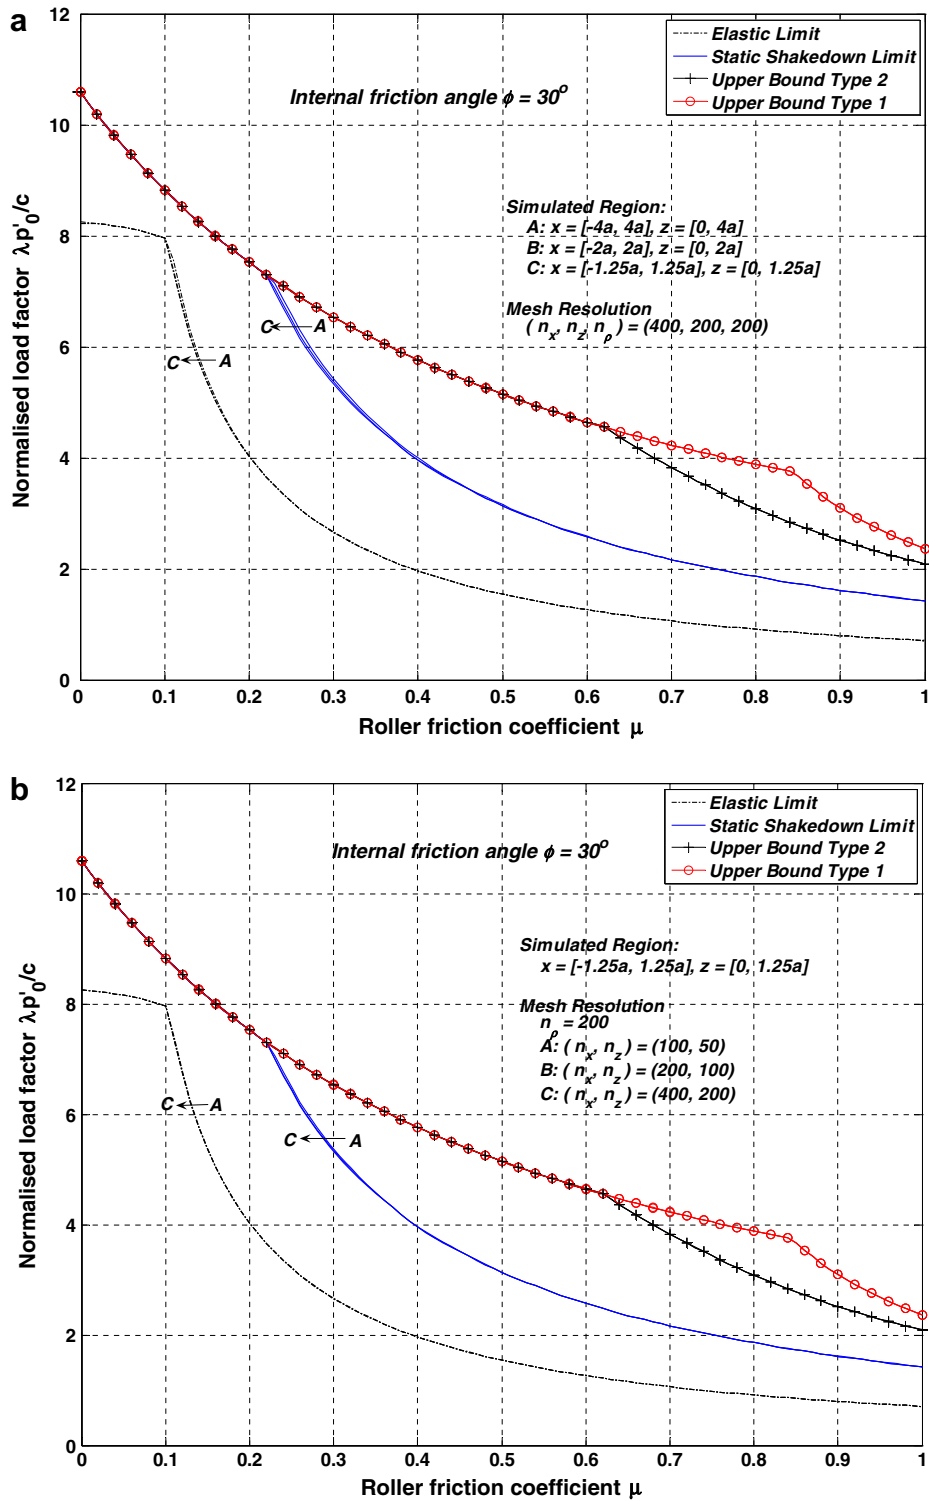 a
12
10
8
6
4
2
0
Normalised load factor λp'0/c
Elastic Limit
Static Shakedown Limit
Upper Bound Type 2
Upper Bound Type 1
Internal friction angle ϕ = 30o
Simulated Region:
A: x = [-4a, 4a], z = [0, 4a]
B: x = [-2a, 2a], z = [0, 2a]
C: x = [-1.25a, 1.25a], z = [0, 1.25a]
Mesh Resolution
( nx, nz, nρ ) = (400, 200, 200)
C A
C A
0 0.1 0.2 0.3 0.4 0.5 0.6 0.7 0.8 0.9 1
Roller friction coefficient μ
b
12
10
8
6
4
2
0
Normalised load factor λp'0/c
Elastic Limit
Static Shakedown Limit
Upper Bound Type 2
Upper Bound Type 1
Internal friction angle ϕ = 30o
Simulated Region:
x = [-1.25a, 1.25a], z = [0, 1.25a]
Mesh Resolution
nρ = 200
A: ( nx, nz ) = (100, 50)
B: ( nx, nz ) = (200, 100)
C: ( nx, nz ) = (400, 200)
C A
C A
0 0.1 0.2 0.3 0.4 0.5 0.6 0.7 0.8 0.9 1
Roller friction coefficient μ